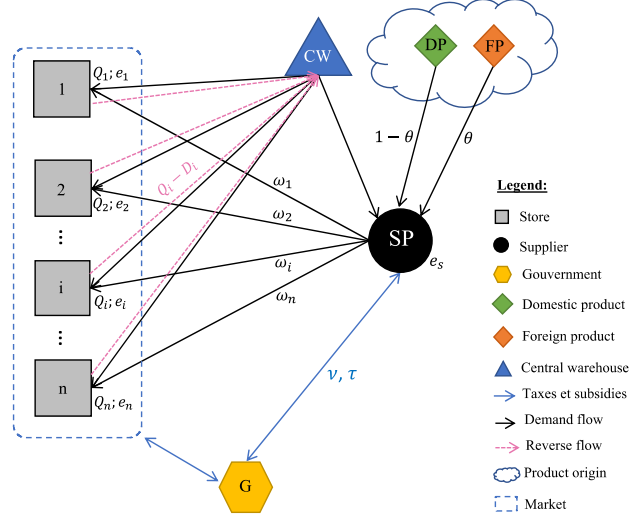 CW
DP
FP
1
Q₁; e₁
1 − θ
θ
2
Q₂; e₂
Qᵢ − Dᵢ
ω₁
ω₂
ωᵢ
ωₙ
SP
eₛ
...
i
Qᵢ; eᵢ
...
n
Qₙ; eₙ
ν, τ
G
Legend:
Store
Supplier
Gouvernment
Domestic product
Foreign product
Central warehouse
Taxes et subsidies
Demand flow
Reverse flow
Product origin
Market